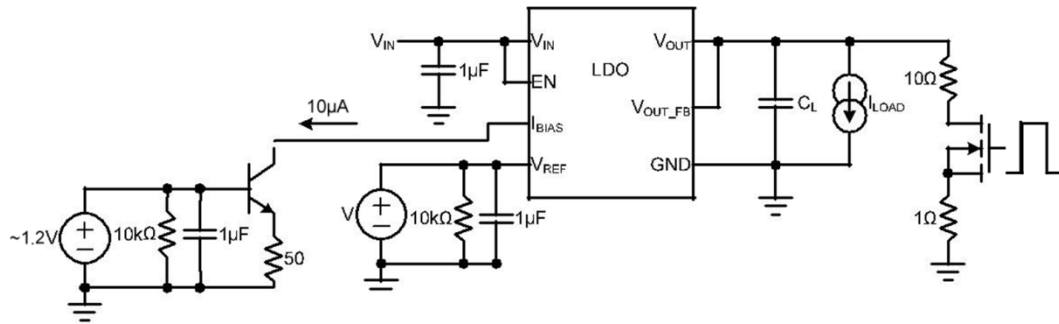 V_IN
1µF
10µA
V_IN
EN
I_BIAS
V_REF
LDO
V_OUT
V_OUT_FB
GND
C_L
I_LOAD
10Ω
1Ω
~1.2V
10kΩ
1µF
50
V
10kΩ
1µF